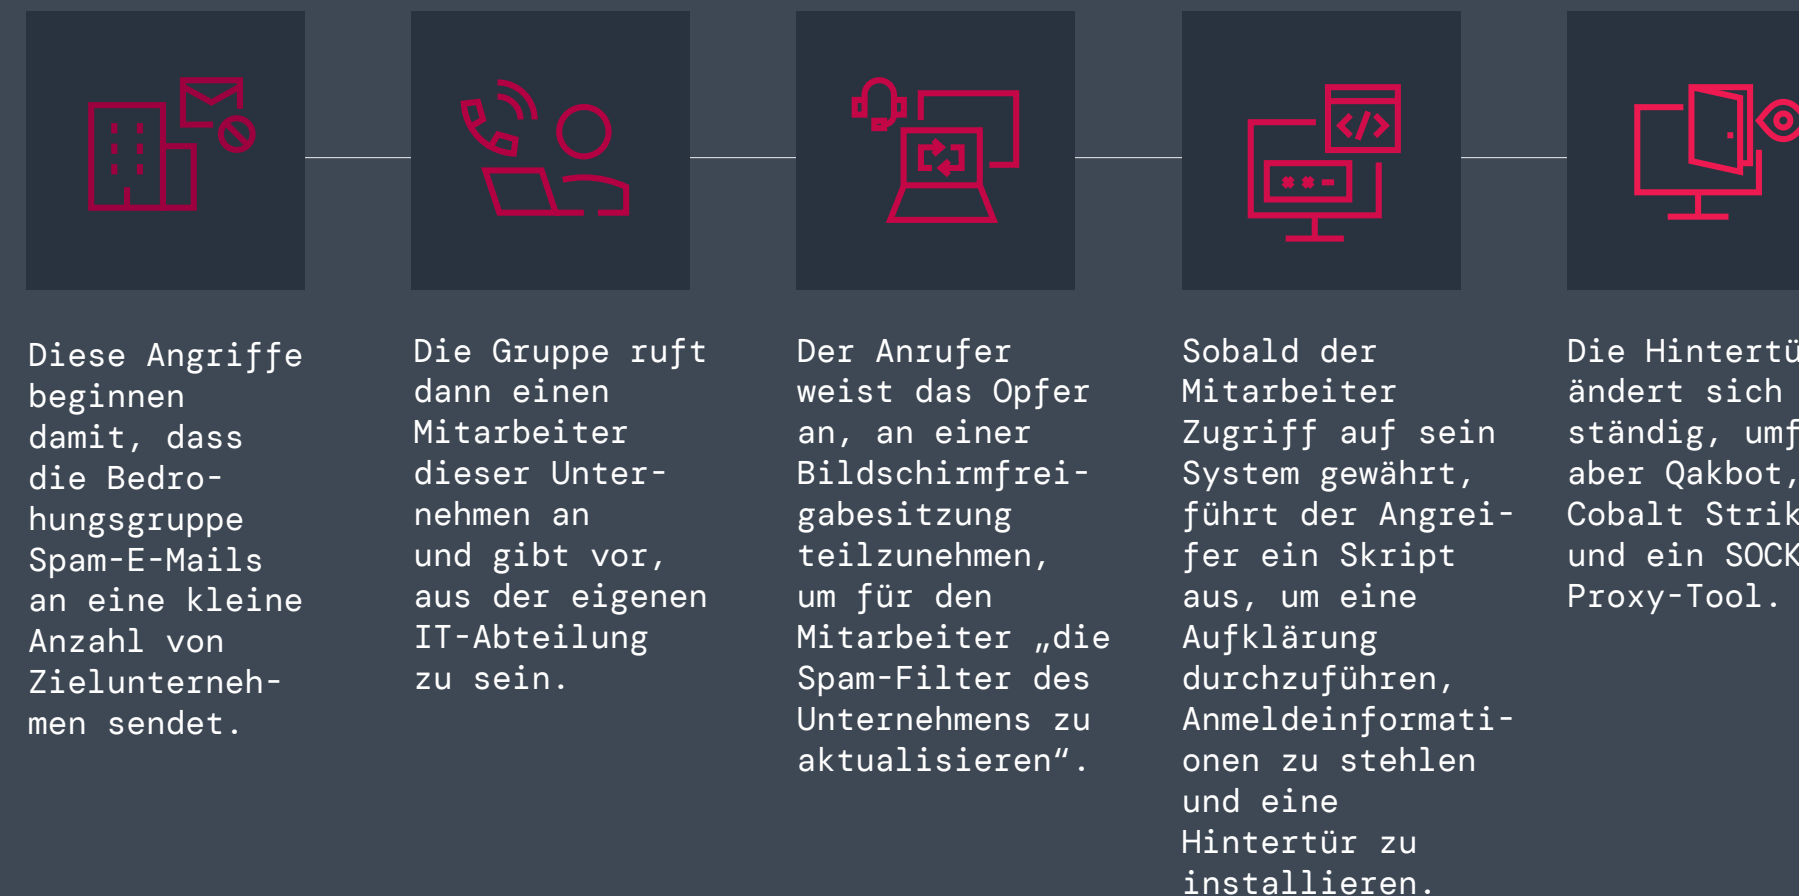 Diese Angriffe
beginnen
damit, dass
die Bedro-
hungsgruppe
Spam-E-Mails
an eine kleine
Anzahl von
Zielunterneh-
men sendet.
Die Gruppe ruft
dann einen
Mitarbeiter
dieser Unter-
nehmen an
und gibt vor,
aus der eigenen
IT-Abteilung
zu sein.
Der Anrufer
weist das Opfer
an, an einer
Bildschirmfrei-
gabesitzung
teilzunehmen,
um für den
Mitarbeiter „die
Spam-Filter des
Unternehmens zu
aktualisieren“.
Sobald der
Mitarbeiter
Zugriff auf sein
System gewährt,
führt der Angrei-
fer ein Skript
aus, um eine
Aufklärung
durchzuführen,
Anmeldeinformati-
onen zu stehlen
und eine
Hintertür zu
installieren.
Die
ändert sich
ständig,
aber Qakbot,
Cobalt
und ein
Proxy-Tool.